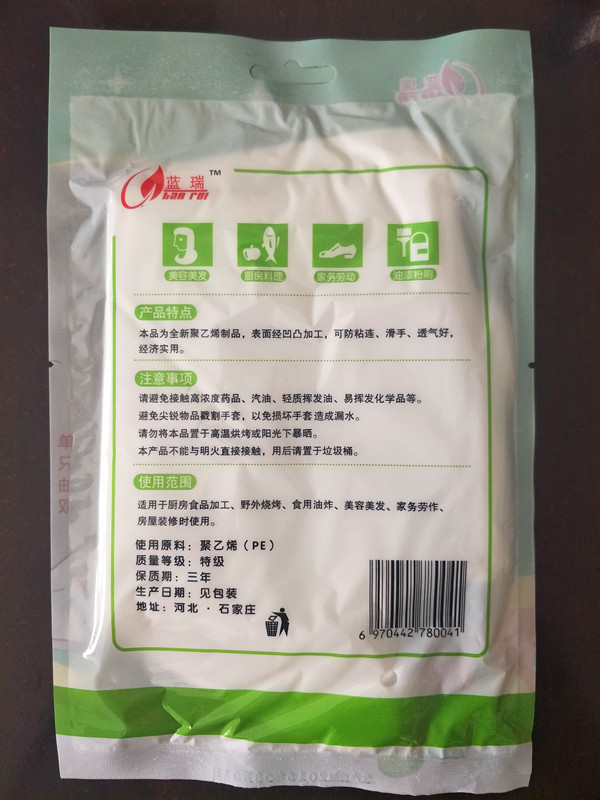 蓝瑞 TM
美容美发 厨房料理 家务劳动 油漆粉刷
产品特点
本品为全新聚乙烯制品，表面经凹凸加工，可防粘连、滑手、透气好，
经济实用。
注意事项
请避免接触高浓度药品、汽油、轻质挥发油、易挥发化学品等。
避免尖锐物品戳割手套，以免损坏手套造成漏水。
请勿将本品置于高温烘烤或阳光下暴晒。
本产品不能与明火直接接触，用后请置于垃圾桶。
使用范围
适用于厨房食品加工、野外烧烤、食用油炸、美容美发、家务劳作、
房屋装修时使用。
使用原料：聚乙烯（PE）
质量等级：特级
保质期：三年
生产日期：见包装
地址：河北·石家庄
6 970442 780041